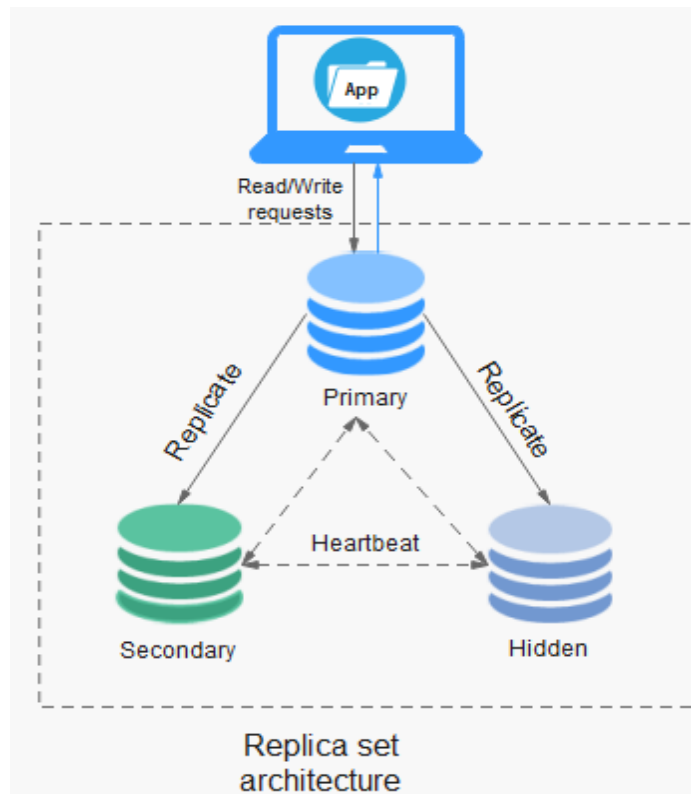 App
Read/Write
requests
Primary
Replicate
Replicate
Heartbeat
Secondary
Hidden
Replica set
architecture